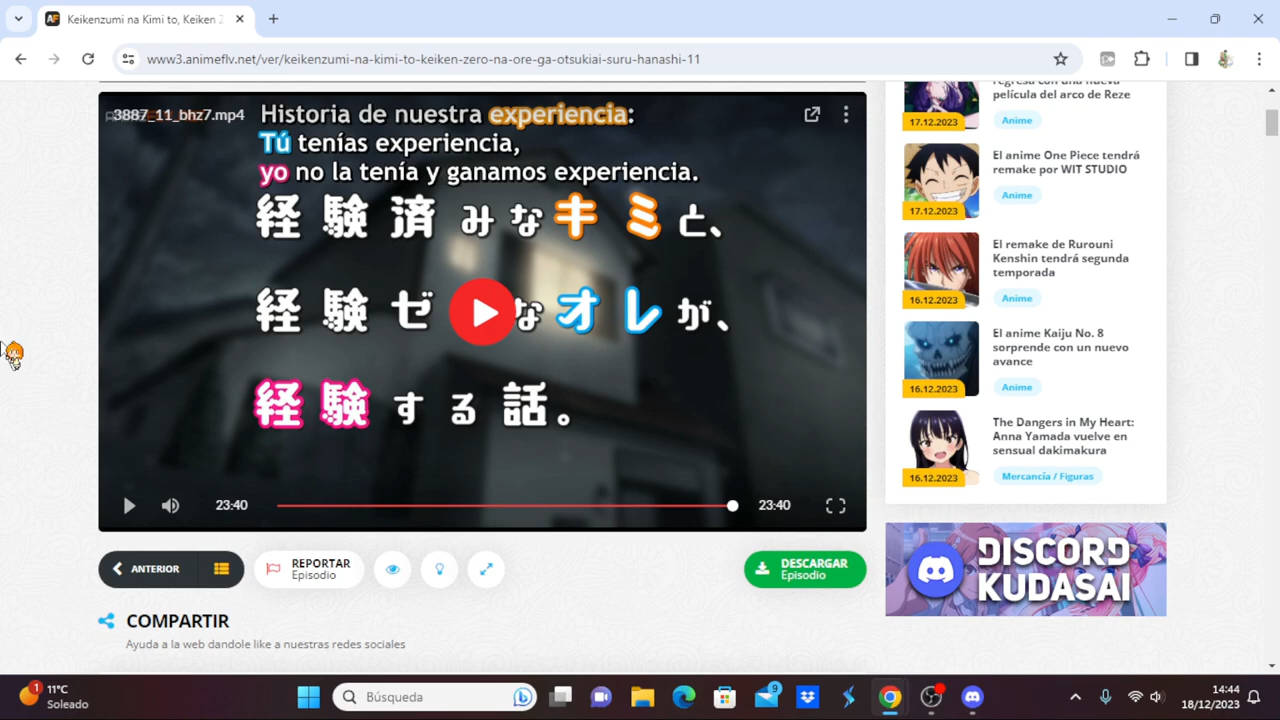 Keikenzumi na Kimi to, Keiken
www3.animeflv.net/ver/keikenzumi-na-kimi-to-keiken-zero-na-ore-ga-otsukiai-suru-hanashi-11
3887_11_bhz7.mp4
Historia de nuestra experiencia:
Tú tenías experiencia,
yo no la tenía y ganamos experiencia.
経験済みなキミと、
経験ゼ なオレが、
経験する話。
23:40
23:40
ANTERIOR
REPORTAR
Episodio
DESCARGAR
Episodio
COMPARTIR
Ayuda a la web dandole like a nuestras redes sociales
regresa con una nueva
película del arco de Reze
17.12.2023
Anime
El anime One Piece tendrá
remake por WIT STUDIO
17.12.2023
Anime
El remake de Rurouni
Kenshin tendrá segunda
temporada
16.12.2023
Anime
El anime Kaiju No. 8
sorprende con un nuevo
avance
16.12.2023
Anime
The Dangers in My Heart:
Anna Yamada vuelve en
sensual dakimakura
16.12.2023
Mercancía / Figuras
DISCORD
KUDASAI
1
11°C
Soleado
Búsqueda
9
14:44
18/12/2023